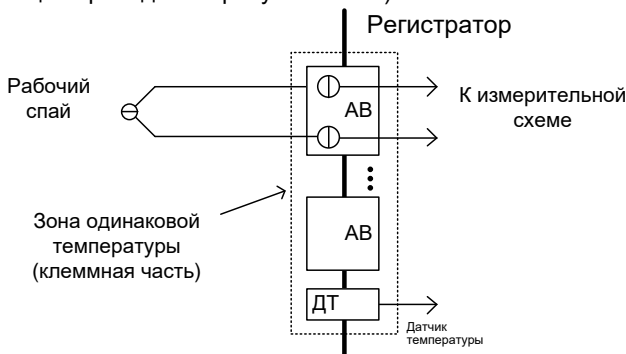 Регистратор
Рабочий
спай
АВ
К измерительной
схеме
Зона одинаковой
температуры
(клеммная часть)
АВ
ДТ
Датчик
температуры